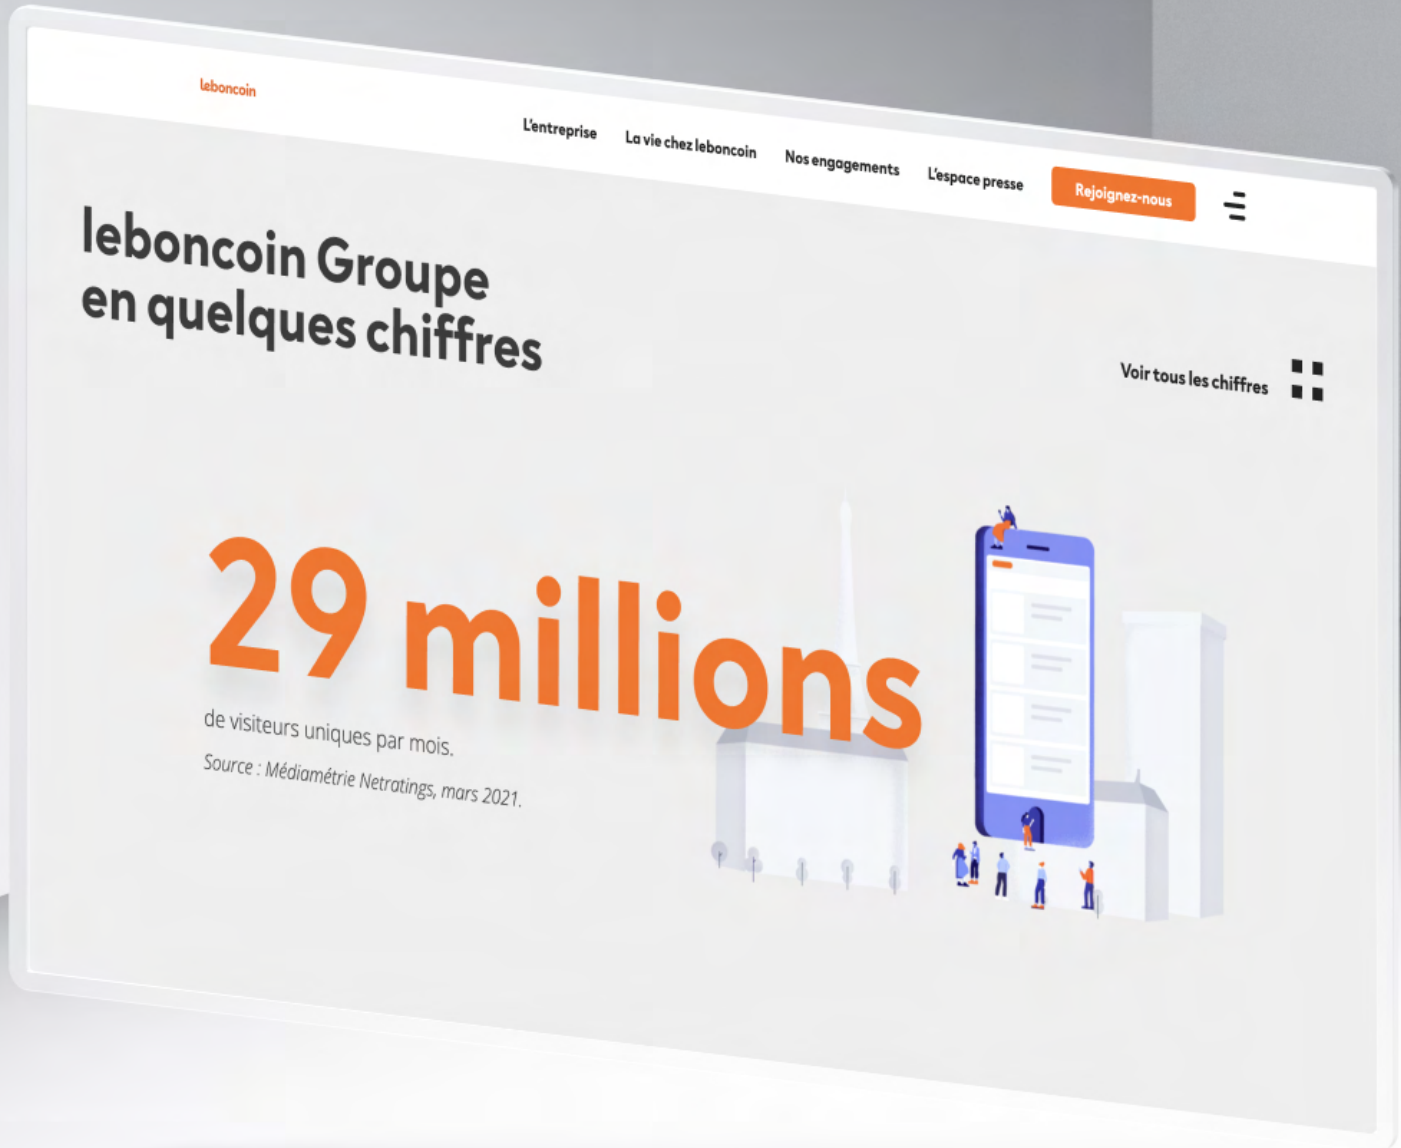 leboncoin
L'entreprise
La vie chez leboncoin
Nos engagements
L'espace presse
Rejoignez-nous
leboncoin Groupe
en quelques chiffres
Voir tous les chiffres
29 millions
de visiteurs uniques par mois.
Source : Médiamétrie Netratings, mars 2021.